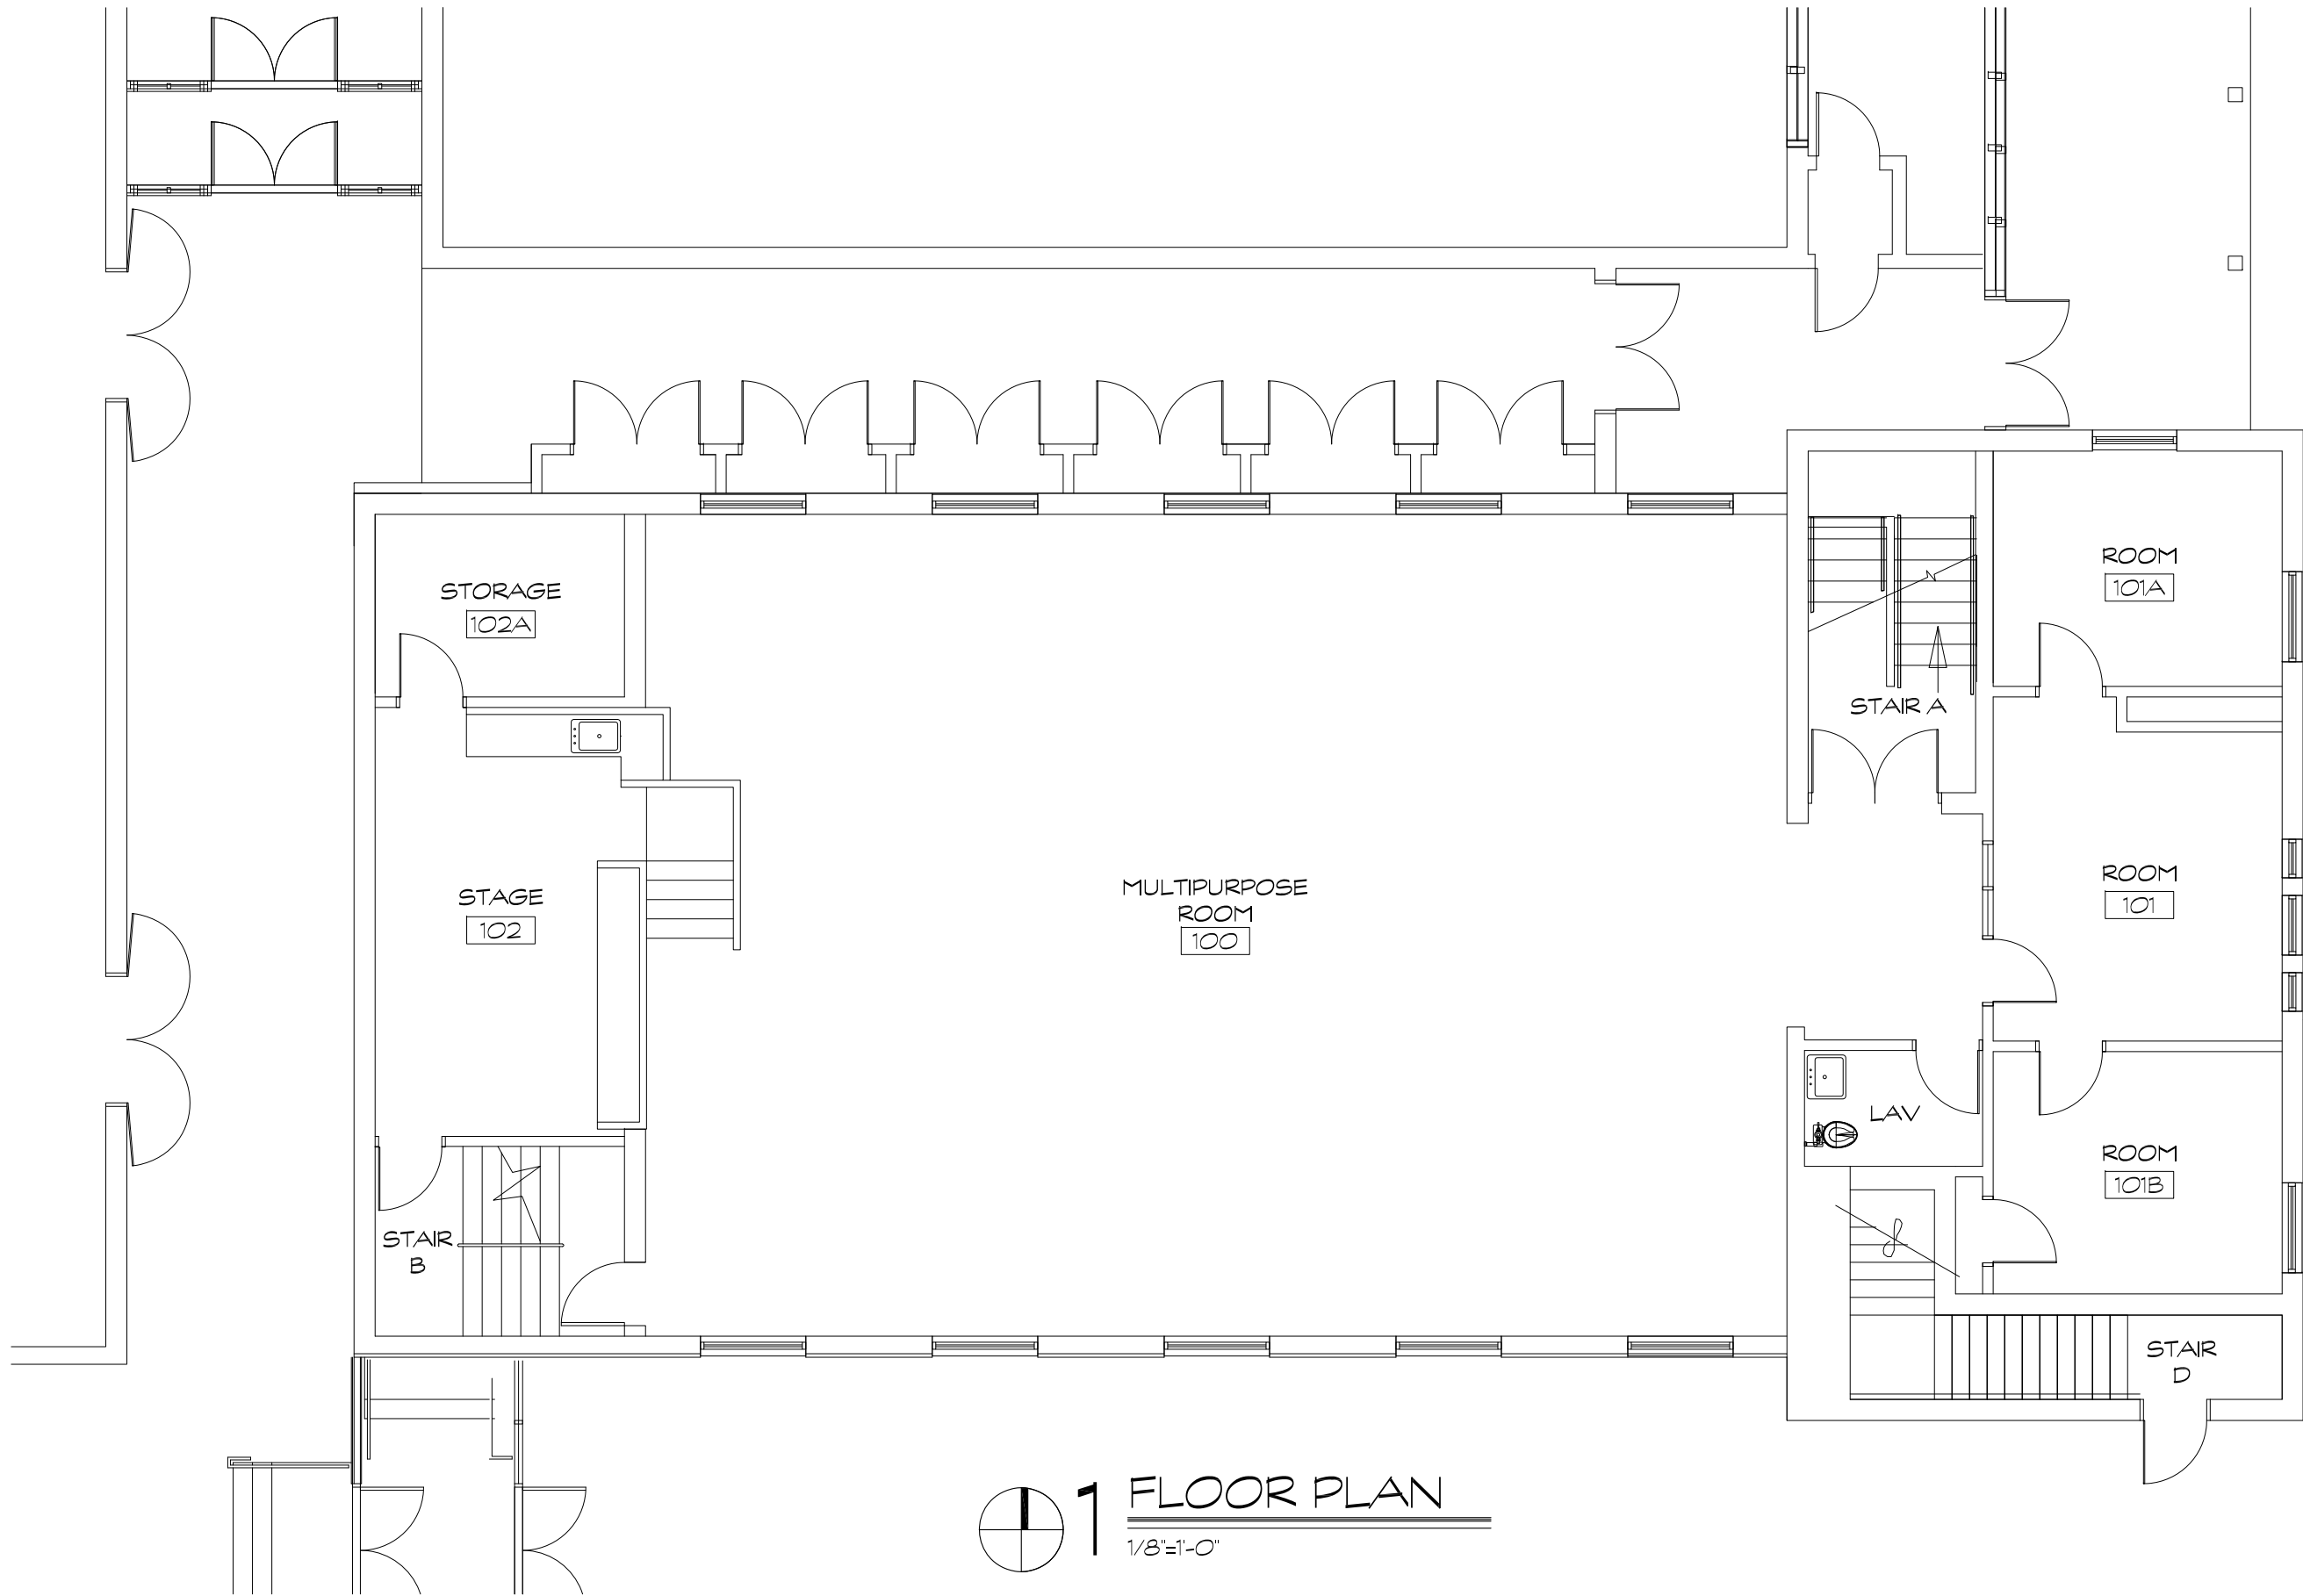 ROOM
101A
STORAGE
102A
STAIR A
MULTIPURPOSE
ROOM
100
ROOM
101
STAGE
102
LAV
ROOM
101B
STAIR
B
STAIR
D
1 FLOOR PLAN
1/8"=1'-0"